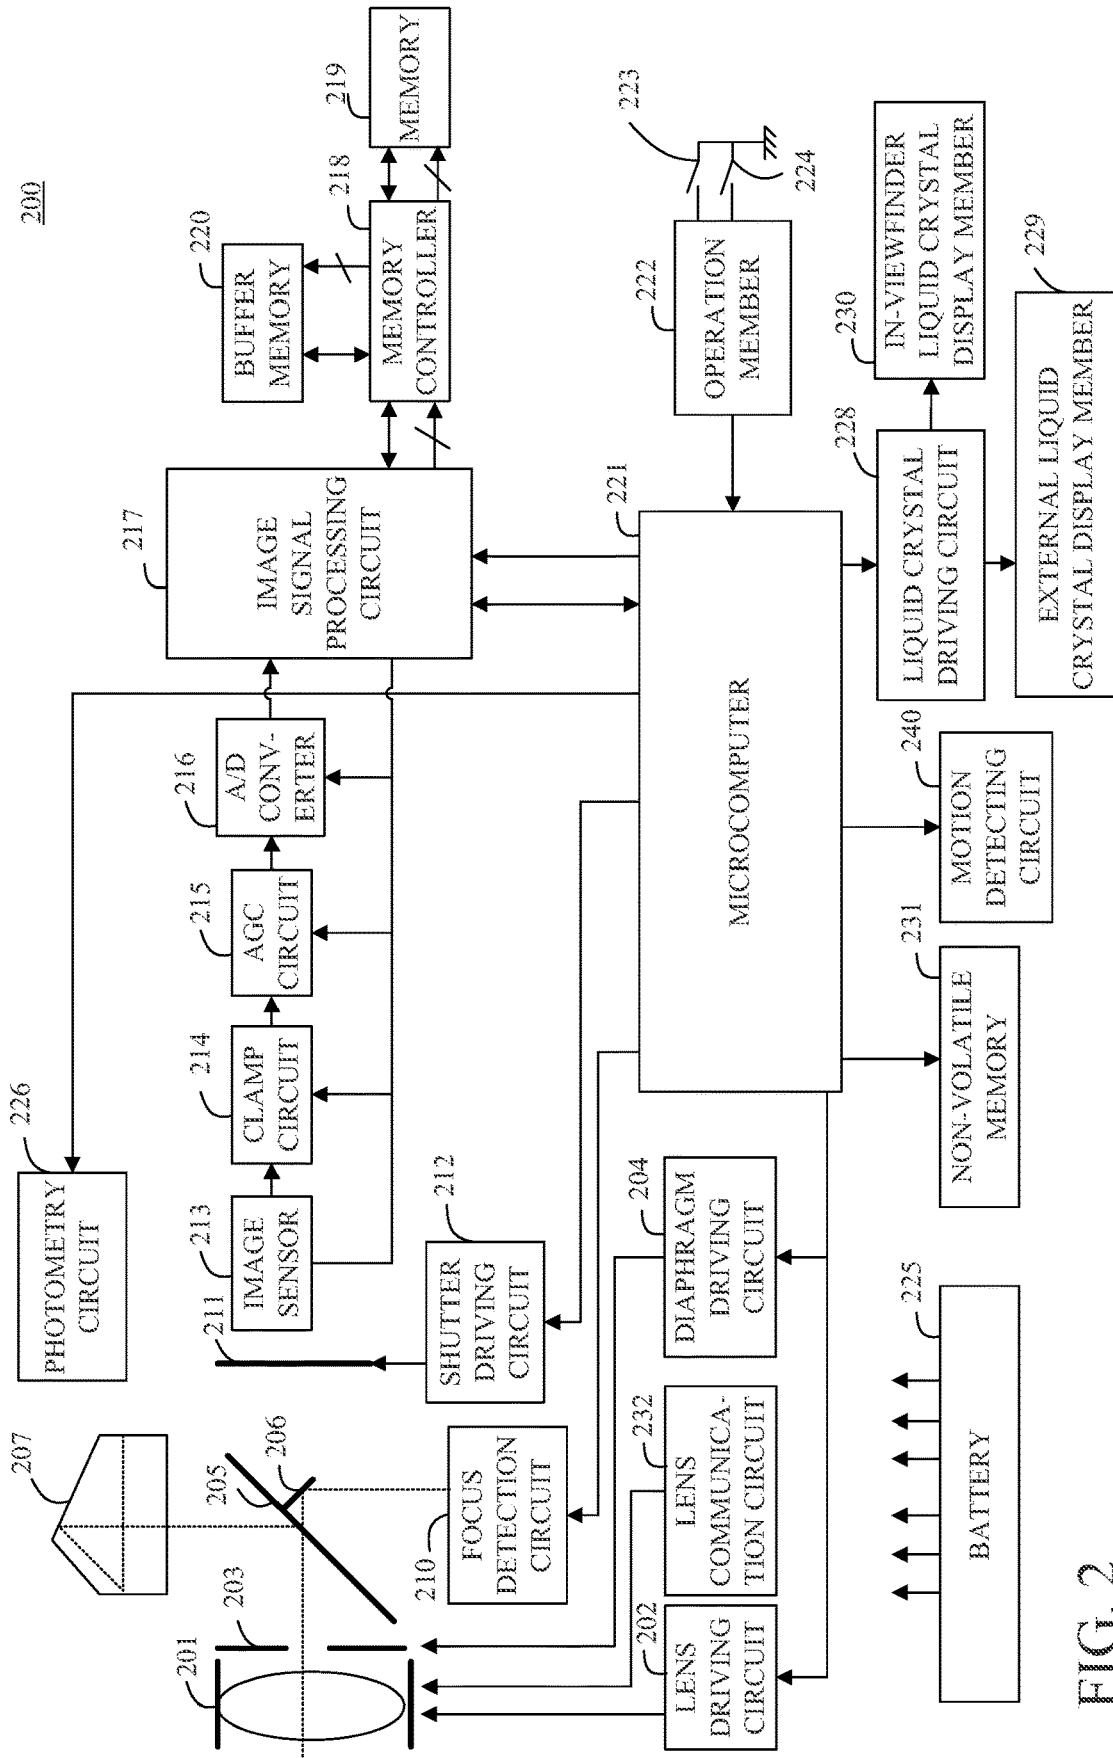 200
207
PHOTOMETRY
CIRCUIT
226
201
203
205
206
211
213
IMAGE
SENSOR
214
CLAMP
CIRCUIT
215
AGC
CIRCUIT
216
A/D
CONV-
ERTER
217
IMAGE
SIGNAL
PROCESSING
CIRCUIT
220
BUFFER
MEMORY
218
MEMORY
CONTROLLER
219
MEMORY
210
FOCUS
DETECTION
CIRCUIT
212
SHUTTER
DRIVING
CIRCUIT
202
LENS
DRIVING
CIRCUIT
232
LENS
COMMUNICA-
TION CIRCUIT
204
DIAPHRAGM
DRIVING
CIRCUIT
221
MICROCOMPUTER
222
OPERATION
MEMBER
223
224
225
BATTERY
231
NON-VOLATILE
MEMORY
240
MOTION
DETECTING
CIRCUIT
228
LIQUID CRYSTAL
DRIVING CIRCUIT
230
IN-VIEWFINDER
LIQUID CRYSTAL
DISPLAY MEMBER
229
EXTERNAL LIQUID
CRYSTAL DISPLAY MEMBER
FIG. 2